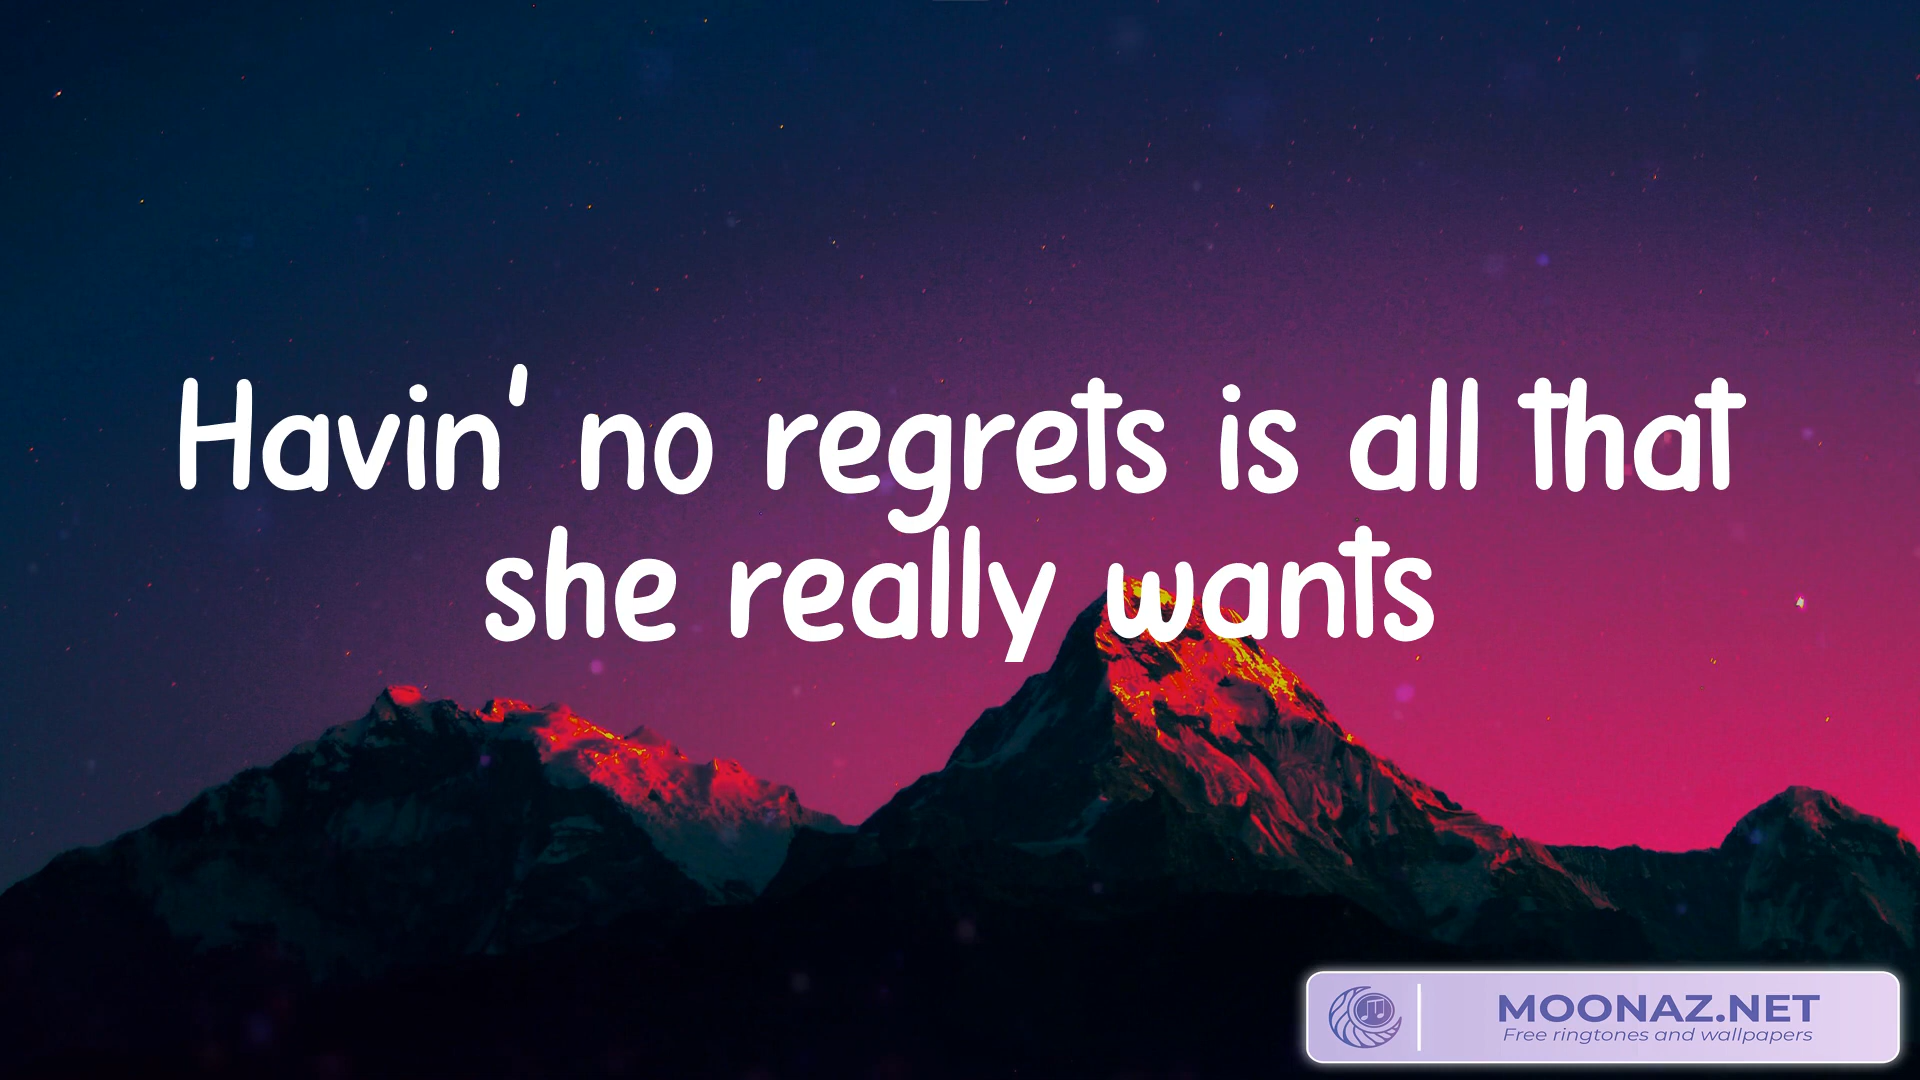 Havin' no regrets is all that
she really wants
MOONAZ.NET
Free ringtones and wallpapers